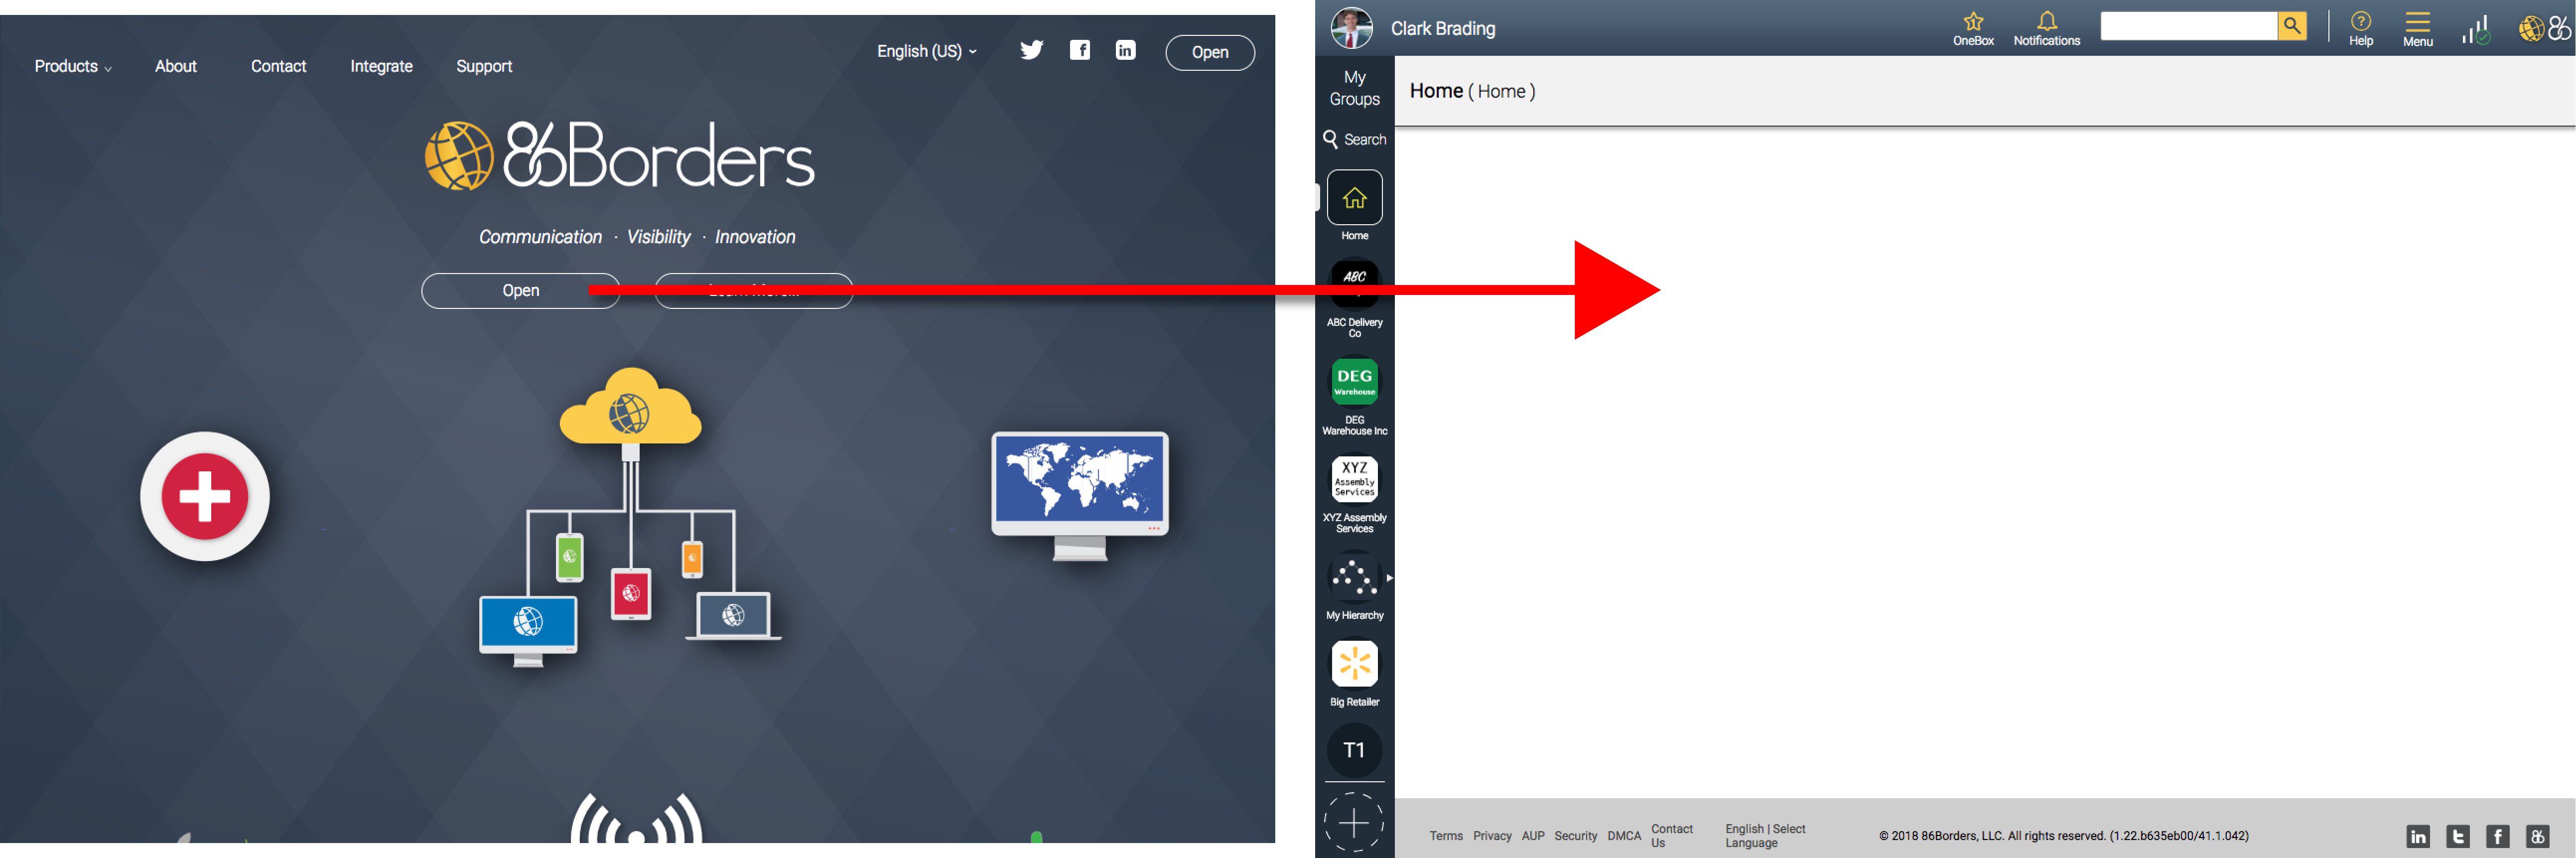 Products
About
Contact
Integrate
Support
English (US)
Open
86Borders
Communication · Visibility · Innovation
Open
Clark Brading
OneBox
Notifications
Help
Menu
86
My
Groups
Search
Home
ABC
ABC Delivery
Co
DEG
Warehouse
DEG
Warehouse Inc
XYZ
Assembly
Services
XYZ Assembly
Services
My Hierarchy
Big Retailer
T1
Home ( Home )
Terms Privacy AUP Security DMCA
Contact
Us
English | Select
Language
© 2018 86Borders, LLC. All rights reserved. (1.22.b635eb00/41.1.042)